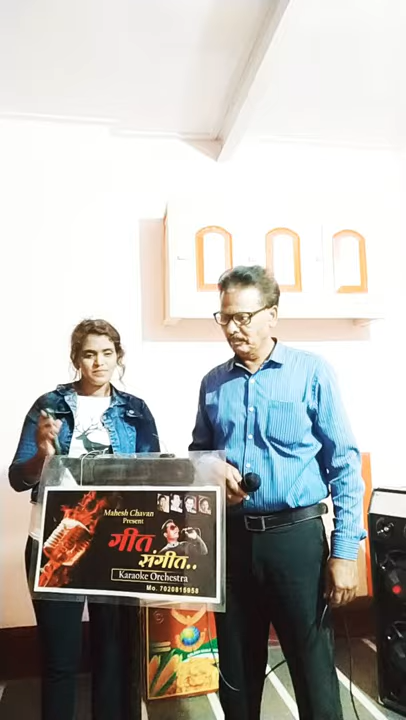 Mahesh Chavan
Present
गीत
संगीत..
Karaoke Orchestra
Mo. 7020815858